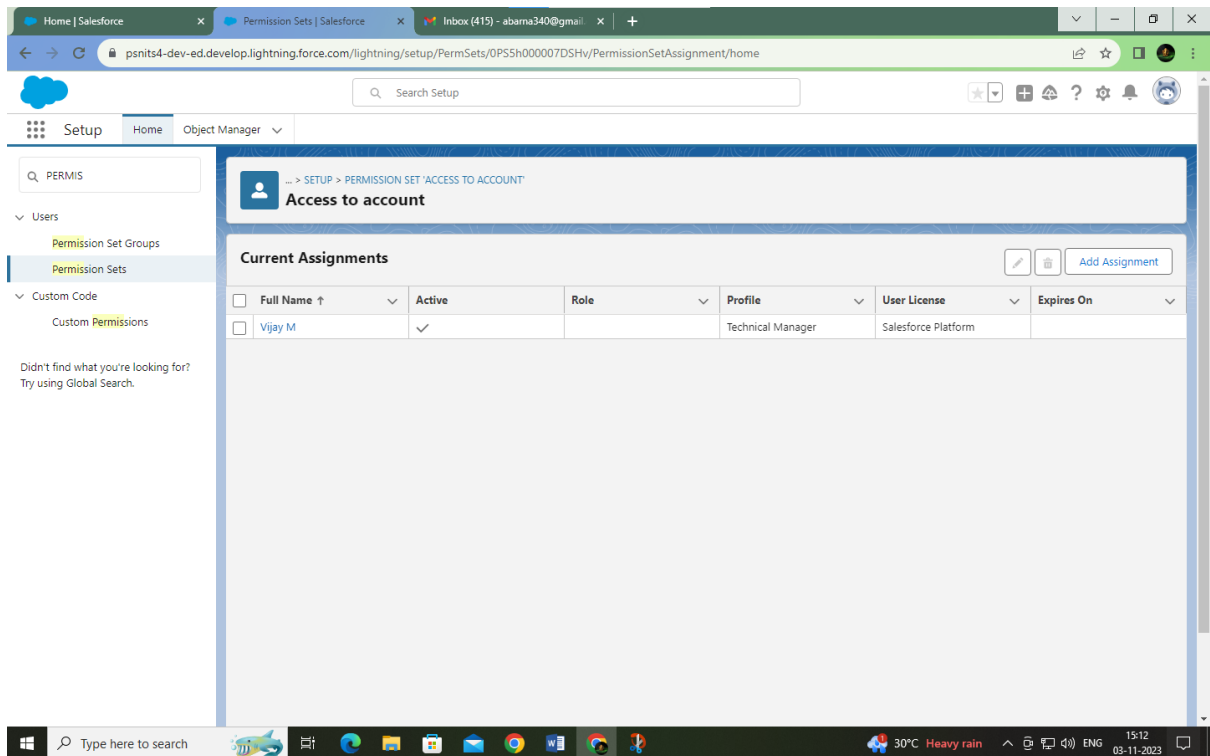 Home | Salesforce
Permission Sets | Salesforce
Inbox (415) - abarna340@gmail.
psnits4-dev-ed.develop.lightning.force.com/lightning/setup/PermSets/0PS5h000007DSHv/PermissionSetAssignment/home
Search Setup
Setup Home Object Manager
PERMIS
Users
Permission Set Groups
Permission Sets
Custom Code
Custom Permissions
Didn't find what you're looking for?
Try using Global Search.
... > SETUP > PERMISSION SET 'ACCESS TO ACCOUNT'
Access to account
Current Assignments
Add Assignment
Full Name ↑ Active Role Profile User License Expires On
Vijay M Technical Manager Salesforce Platform
Type here to search
30°C Heavy rain
ENG
15:12
03-11-2023